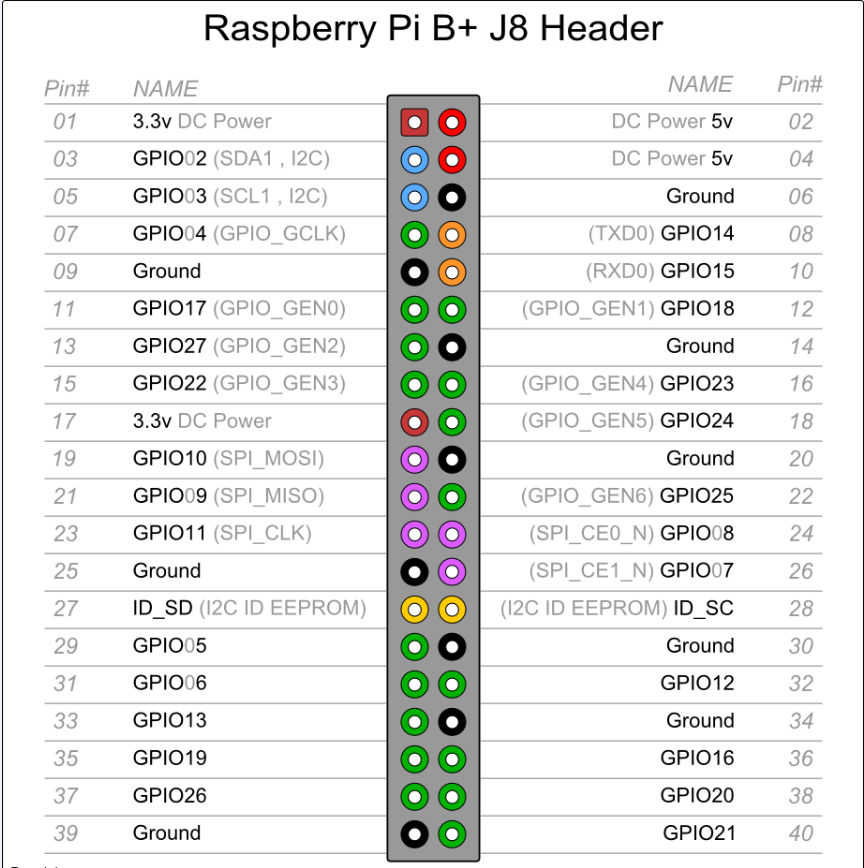 Raspberry Pi B+ J8 Header
Pin# NAME NAME Pin#
01 3.3v DC Power DC Power 5v 02
03 GPIO02 (SDA1 , I2C) DC Power 5v 04
05 GPIO03 (SCL1 , I2C) Ground 06
07 GPIO04 (GPIO_GCLK) (TXD0) GPIO14 08
09 Ground (RXD0) GPIO15 10
11 GPIO17 (GPIO_GEN0) (GPIO_GEN1) GPIO18 12
13 GPIO27 (GPIO_GEN2) Ground 14
15 GPIO22 (GPIO_GEN3) (GPIO_GEN4) GPIO23 16
17 3.3v DC Power (GPIO_GEN5) GPIO24 18
19 GPIO10 (SPI_MOSI) Ground 20
21 GPIO09 (SPI_MISO) (GPIO_GEN6) GPIO25 22
23 GPIO11 (SPI_CLK) (SPI_CE0_N) GPIO08 24
25 Ground (SPI_CE1_N) GPIO07 26
27 ID_SD (I2C ID EEPROM) (I2C ID EEPROM) ID_SC 28
29 GPIO05 Ground 30
31 GPIO06 GPIO12 32
33 GPIO13 Ground 34
35 GPIO19 GPIO16 36
37 GPIO26 GPIO20 38
39 Ground GPIO21 40